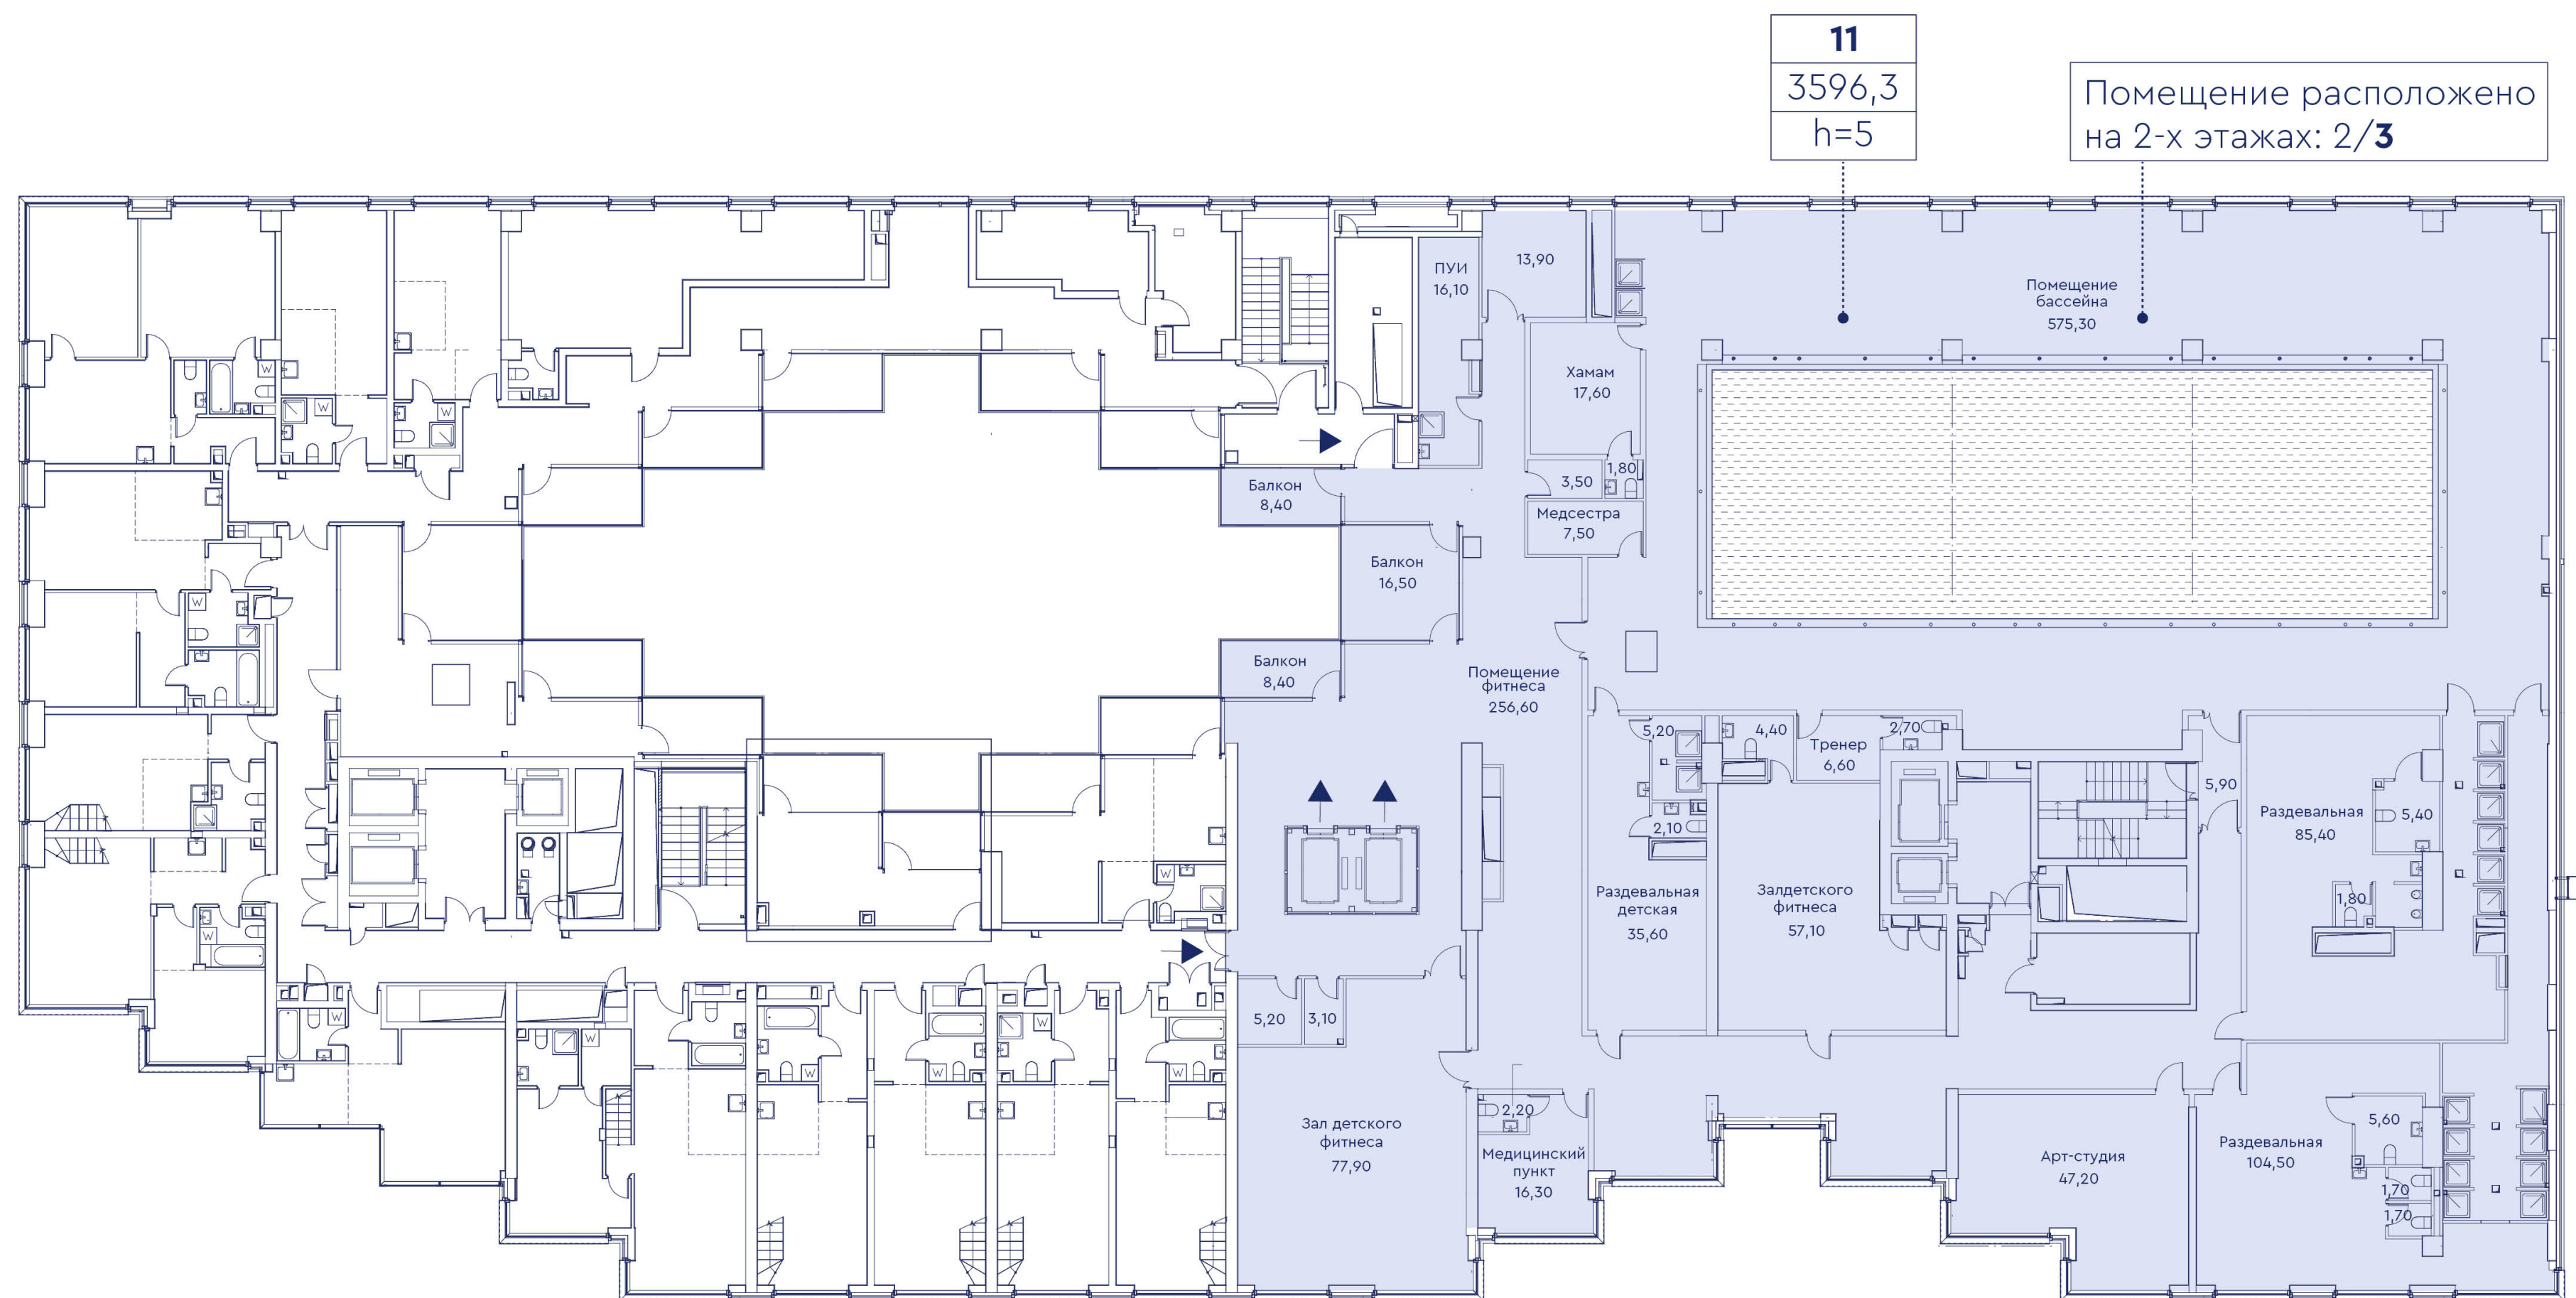 11
3596,3
h=5
Помещение расположено
на 2-х этажах: 2/3
ПУИ
16,10
13,90
Помещение
бассейна
575,30
Хамам
17,60
1,80
3,50
Медсестра
7,50
Балкон
8,40
Балкон
16,50
Балкон
8,40
Помещение
фитнеса
256,60
5,20
4,40
2,70
Тренер
6,60
2,10
5,90
Раздевальная
85,40
5,40
1,80
Раздевальная
детская
35,60
Залдетского
фитнеса
57,10
5,20
3,10
Зал детского
фитнеса
77,90
2,20
Медицинский
пункт
16,30
Арт-студия
47,20
Раздевальная
104,50
5,60
1,70
1,70
W
W
W
W
W
W
W
W
W
W
W
W
W
W